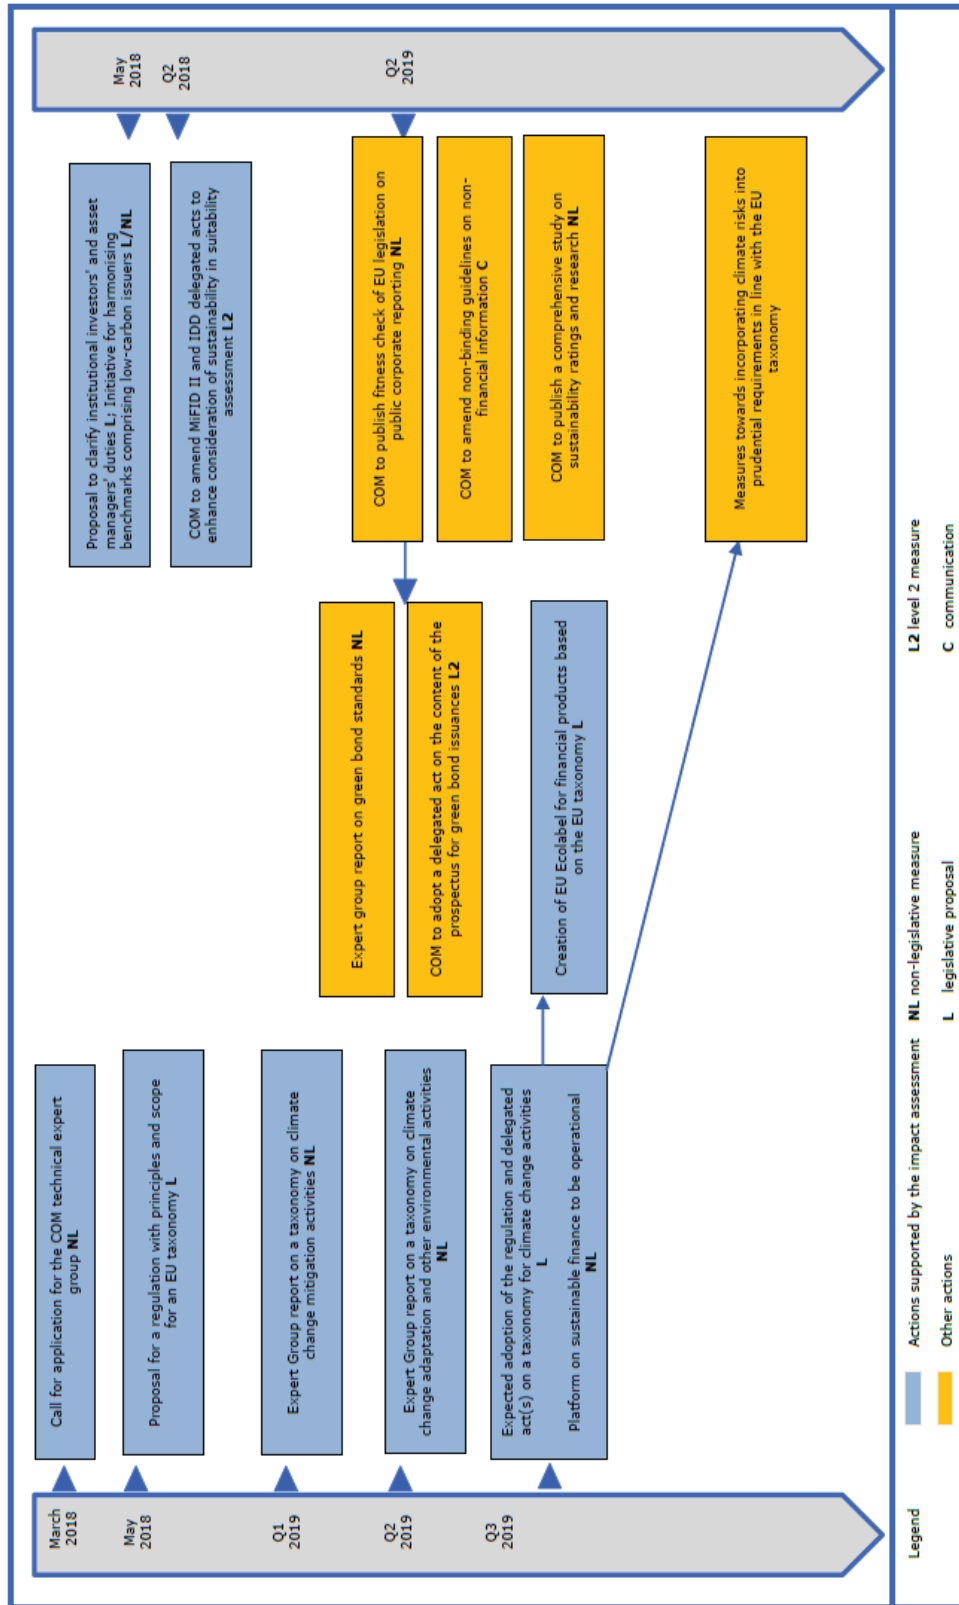 March
2018
May
2018
Q1
2019
Q2
2019
Q3
2019
Call for application for the COM technical expert
group NL
Proposal for a regulation with principles and scope
for an EU taxonomy L
Expert Group report on a taxonomy on climate
change mitigation activities NL
Expert Group report on a taxonomy on climate
change adaptation and other environmental activities
NL
Expected adoption of the regulation and delegated
act(s) on a taxonomy for climate change activities
L
Platform on sustainable finance to be operational
NL
Expert group report on green bond standards NL
COM to adopt a delegated act on the content of the
prospectus for green bond issuances L2
Creation of EU Ecolabel for financial products based
on the EU taxonomy L
Proposal to clarify institutional investors' and asset
managers' duties L; Initiative for harmonising
benchmarks comprising low-carbon issuers L/NL
COM to amend MiFID II and IDD delegated acts to
enhance consideration of sustainability in suitability
assessment L2
COM to publish fitness check of EU legislation on
public corporate reporting NL
COM to amend non-binding guidelines on non-
financial information C
COM to publish a comprehensive study on
sustainability ratings and research NL
Measures towards incorporating climate risks into
prudential requirements in line with the EU
taxonomy
May
2018
Q2
2018
Q2
2019
Legend
Actions supported by the impact assessment
NL non-legislative measure
L2 level 2 measure
Other actions
L legislative proposal
C communication